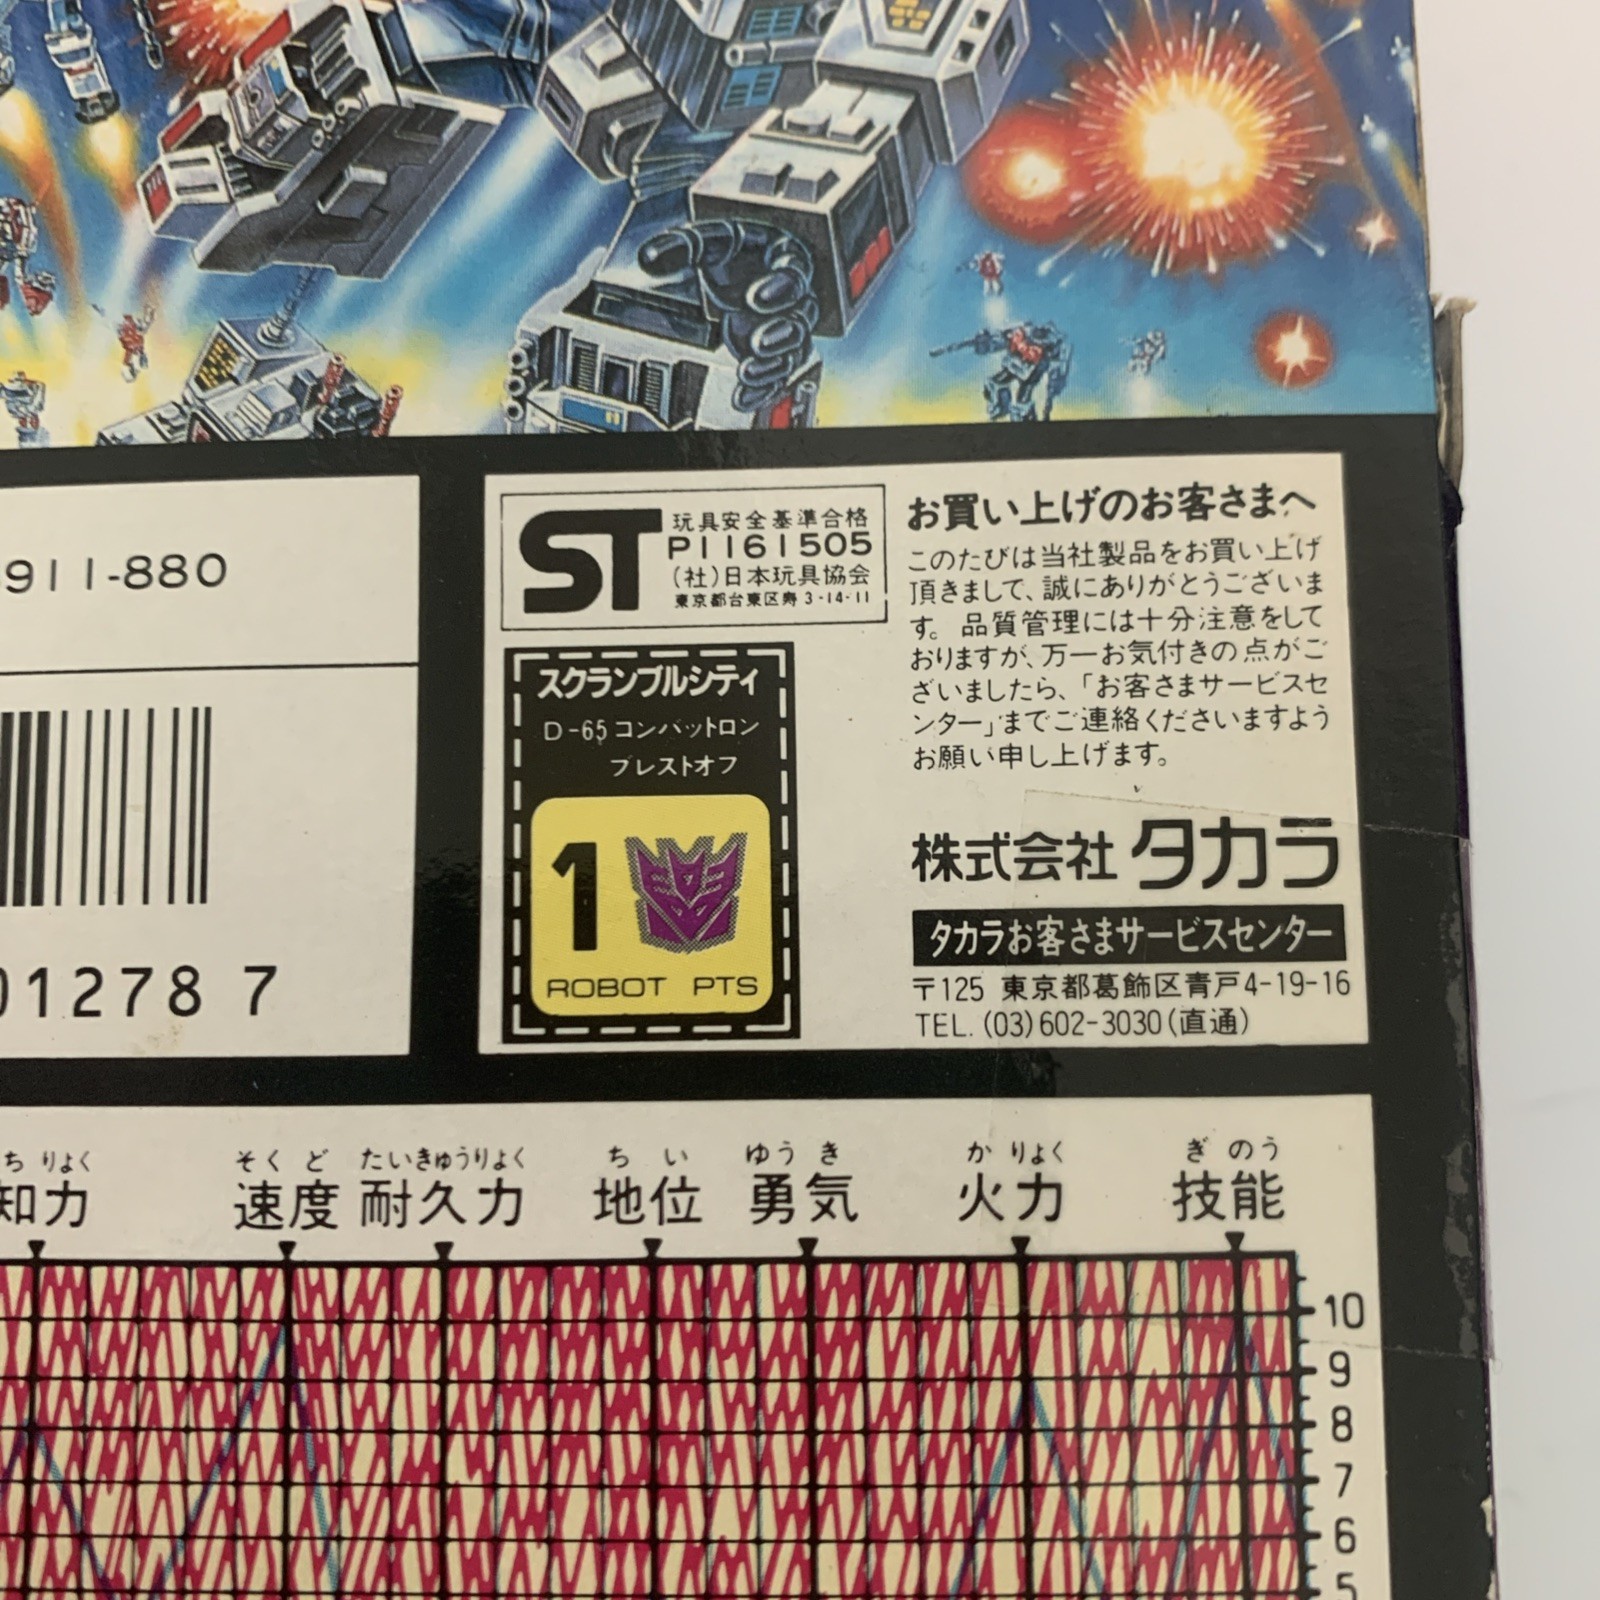 911-880
01278 7
ST
玩具安全基準合格
P1161505
(社)日本玩具協会
東京都台東区寿3-14-11
スクランブルシティ
D-65コンバットロン
ブレストオフ
1
ROBOT PTS
お買い上げのお客さまへ
このたびは当社製品をお買い上げ
頂きまして、誠にありがとうございま
す。品質管理には十分注意をして
おりますが、万一お気付きの点がご
ざいましたら、「お客さまサービスセ
ンター」までご連絡くださいますよう
お願い申し上げます。
株式会社タカラ
タカラお客さまサービスセンター
〒125 東京都葛飾区青戸4-19-16
TEL.(03)602-3030(直通)
ちりょく そくど たいきゅうりょく ちい ゆうき かりょく ぎのう
知力 速度 耐久力 地位 勇気 火力 技能
10
9
8
7
6
5